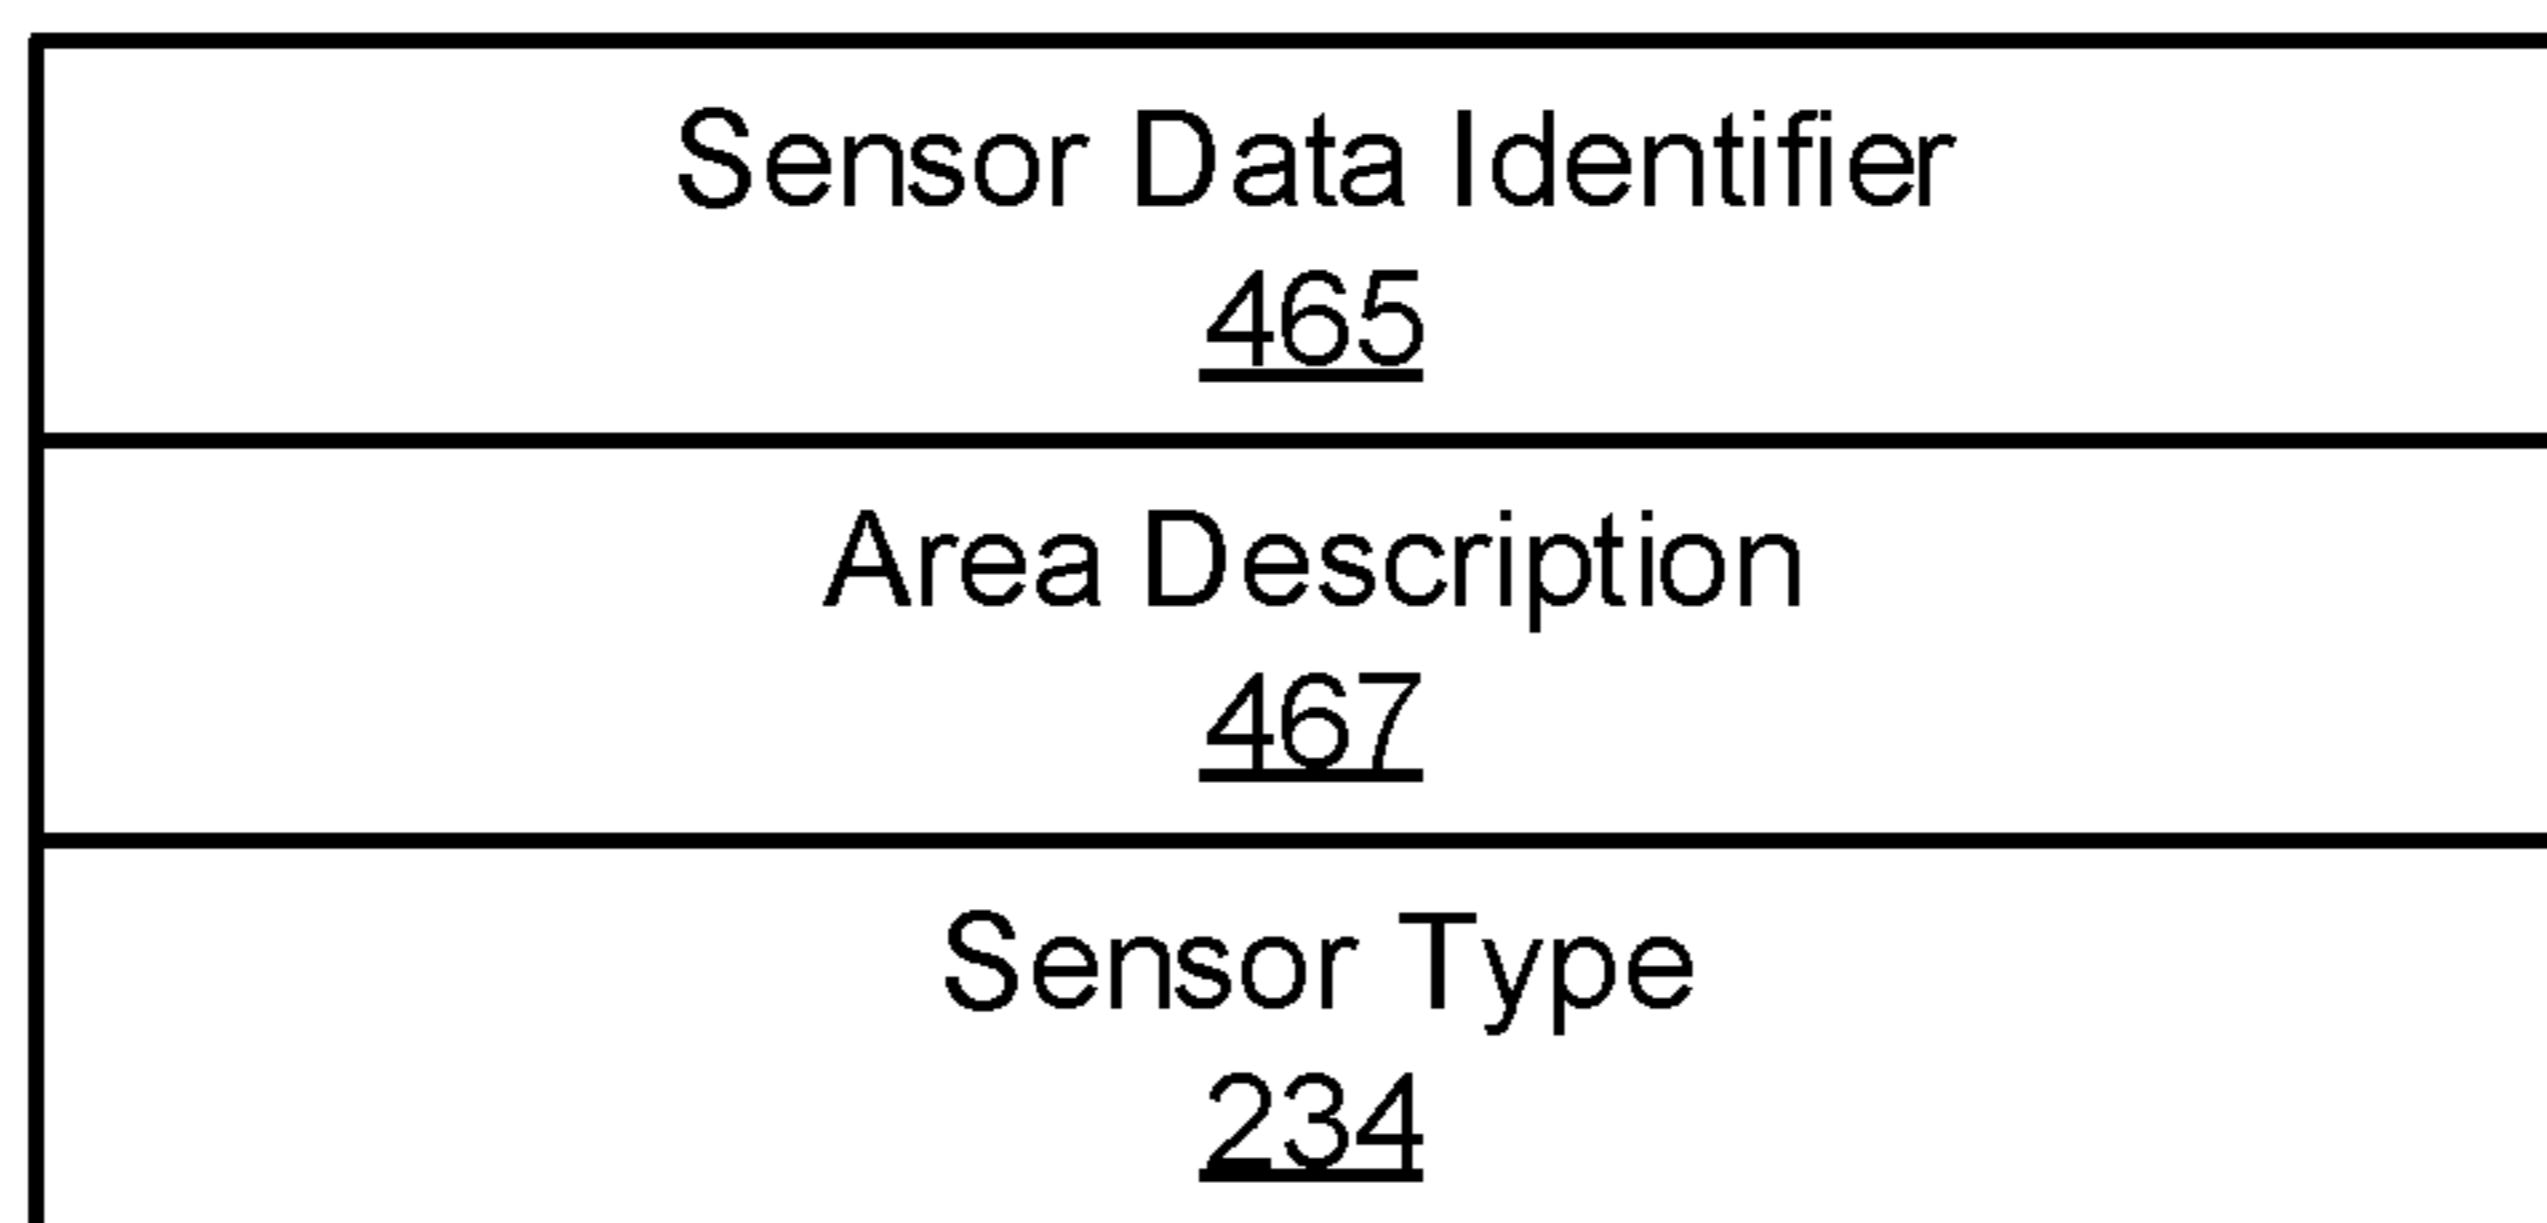 Sensor Data Identifier
465
Area Description
467
Sensor Type
234